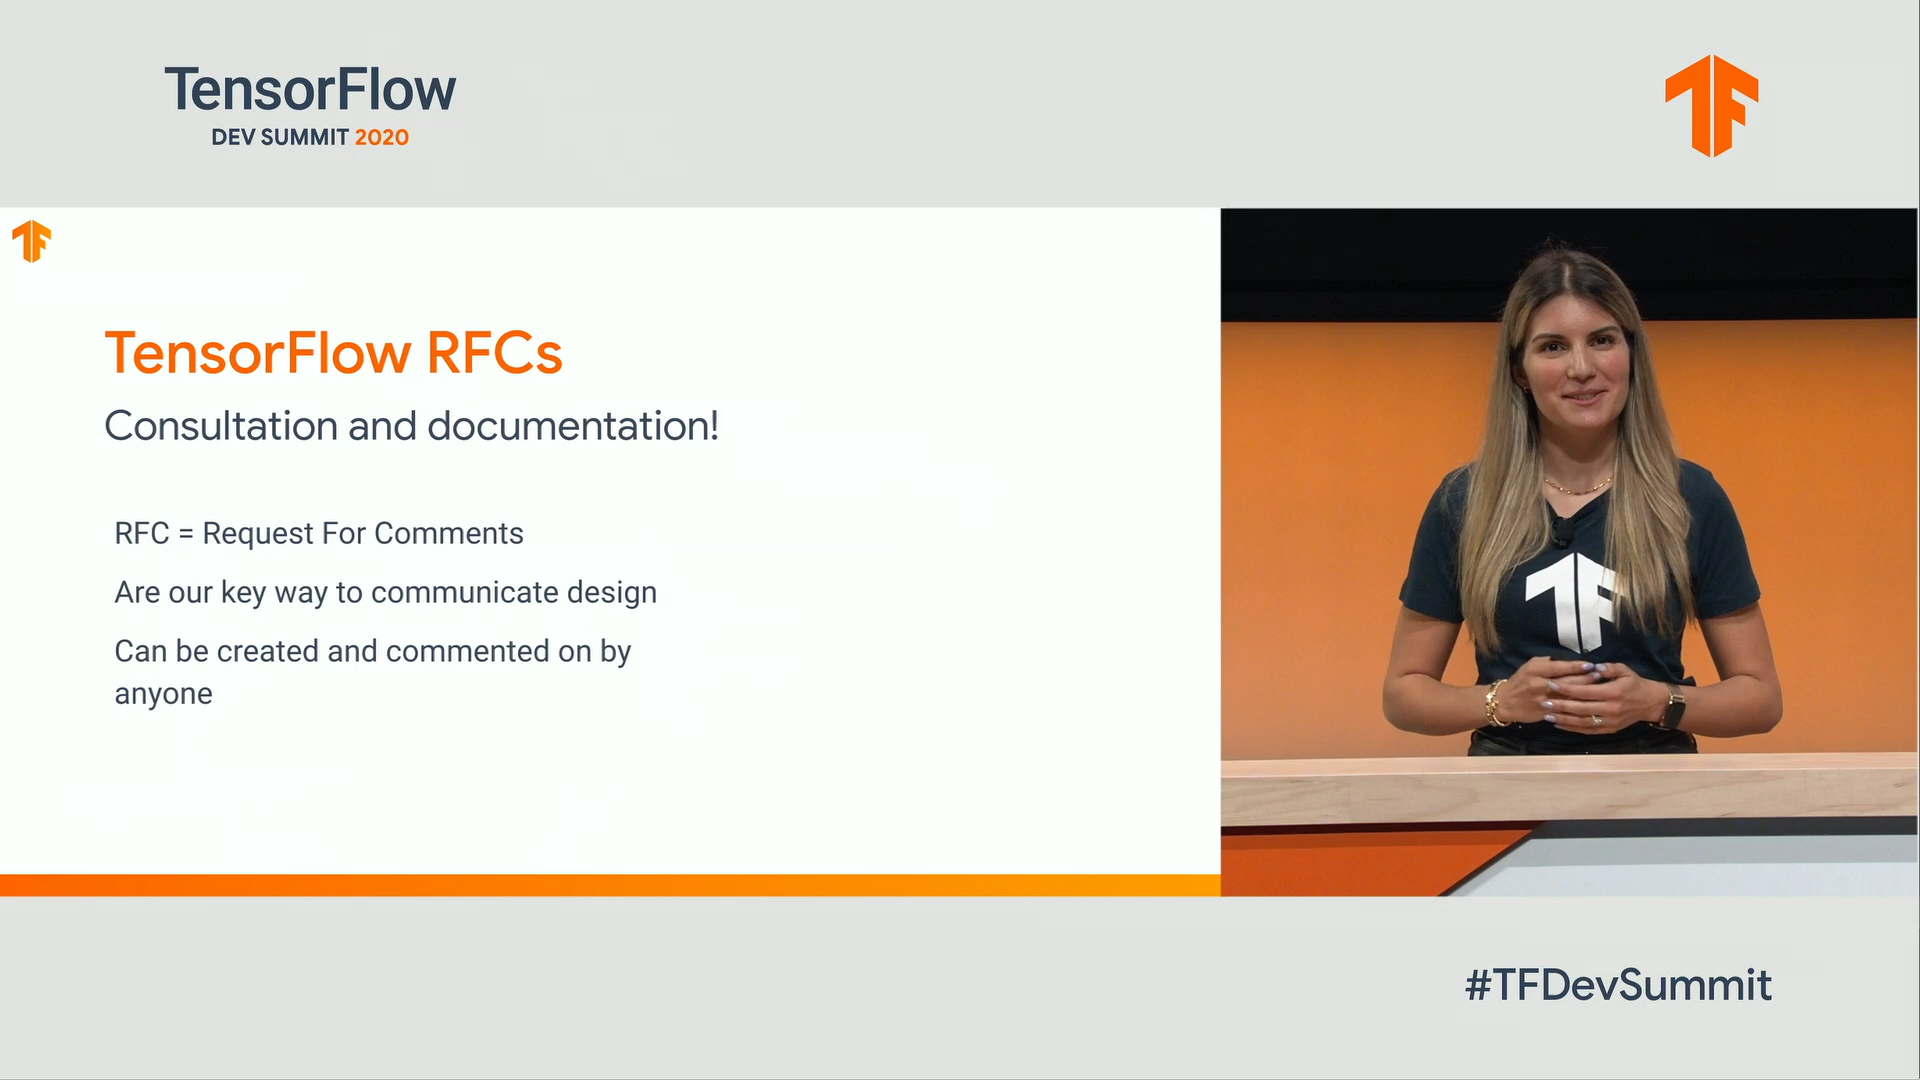 TensorFlow
DEV SUMMIT 2020
TensorFlow RFCs
Consultation and documentation!
RFC = Request For Comments
Are our key way to communicate design
Can be created and commented on by
anyone
#TFDevSummit